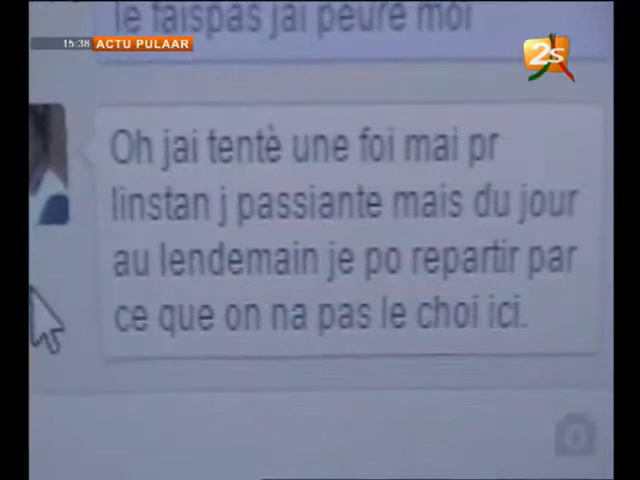 le faispas jai peure moi
15:38 ACTU PULAAR
2s
Oh jai tentè une foi mai pr
linstan j passiante mais du jour
au lendemain je po repartir par
ce que on na pas le choi ici.